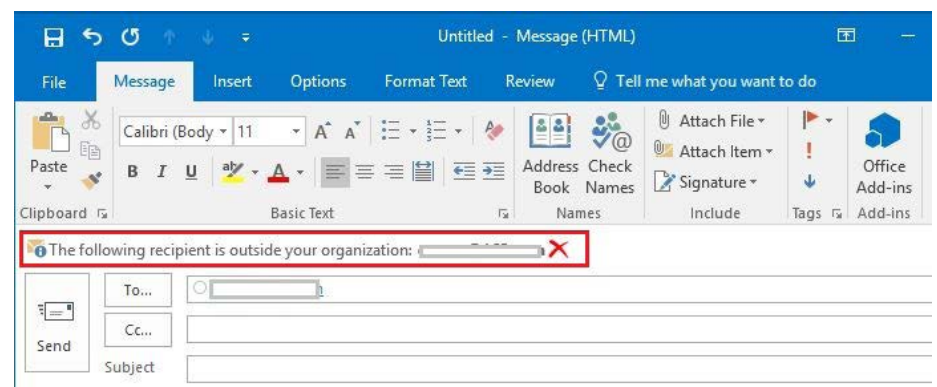 Untitled - Message (HTML)
File Message Insert Options Format Text Review Tell me what you want to do
Calibri (Body 11 A A Attach File
Attach Item
Paste B I U aby A Address Check Signature Office
Book Names Add-ins
Clipboard Basic Text Names Include Tags Add-ins
The following recipient is outside your organization:
To...
Cc...
Send
Subject